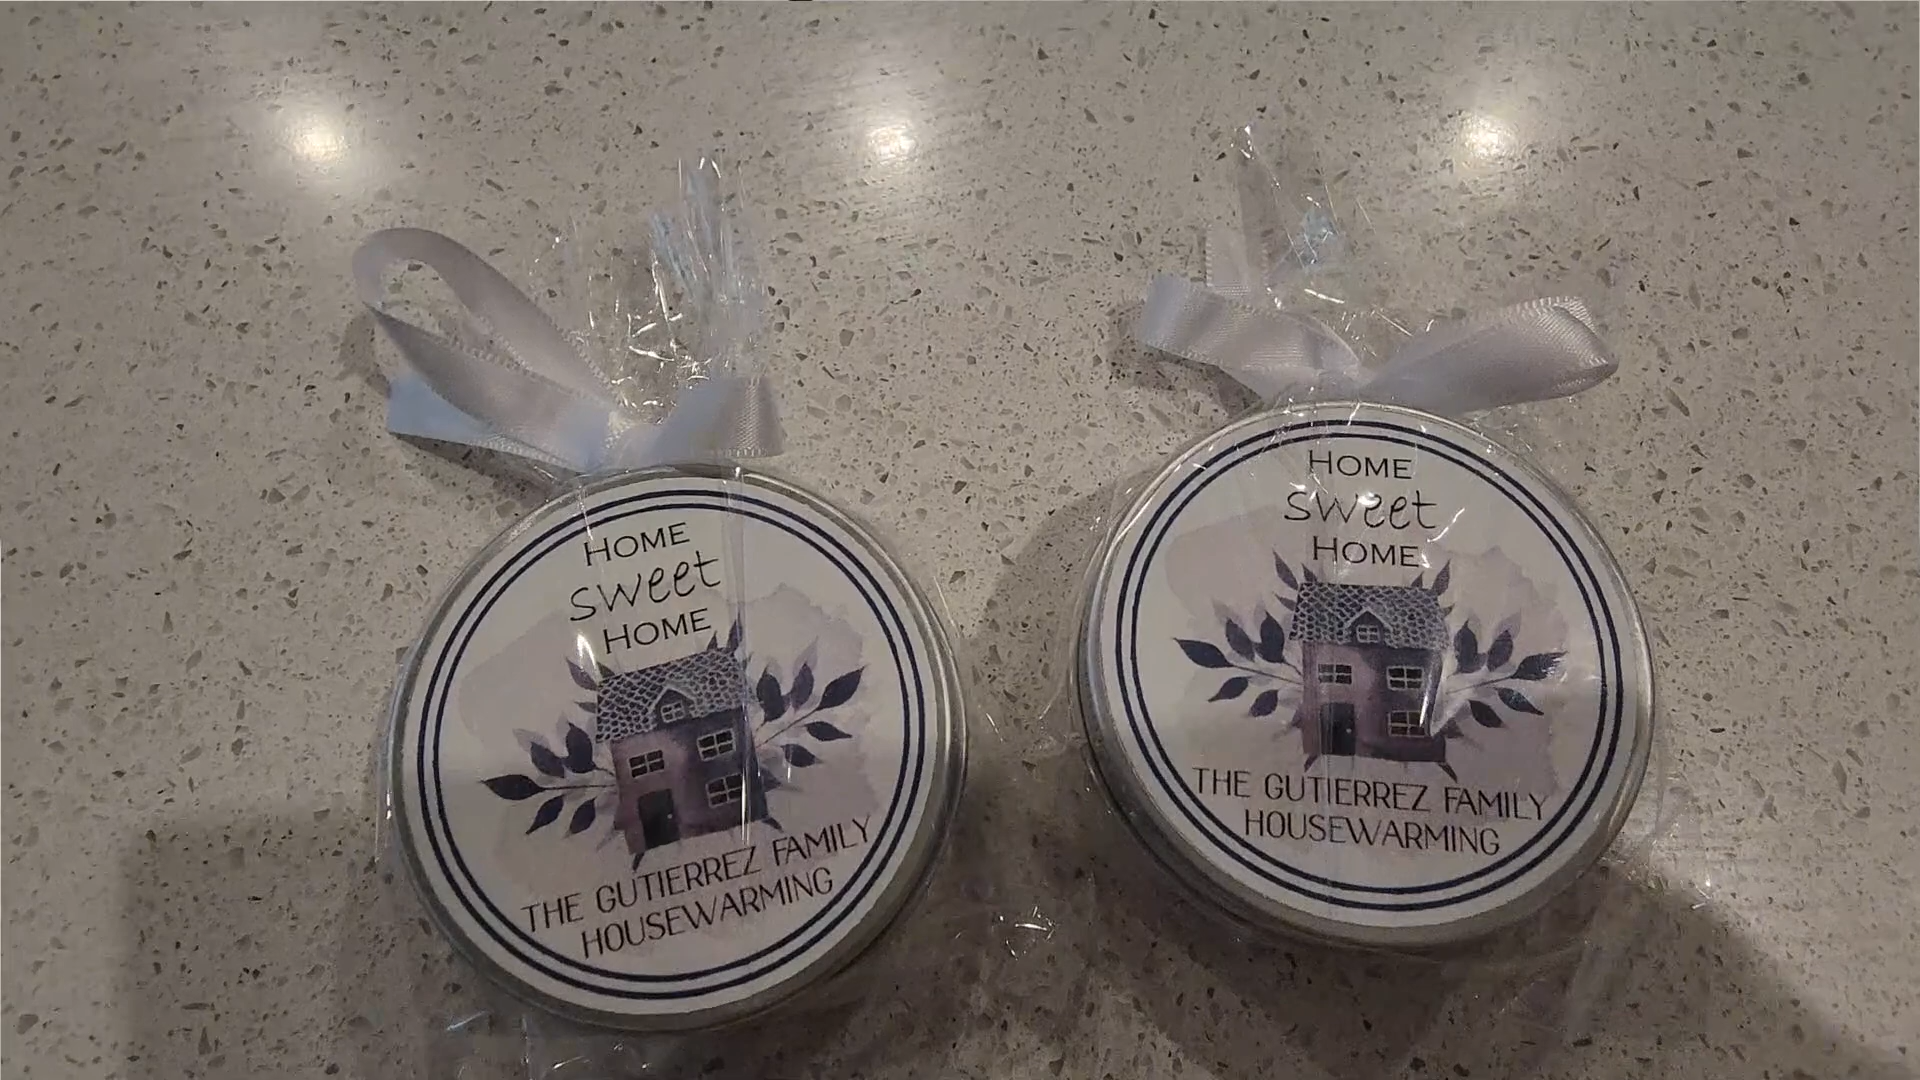 HOME
sweet
HOME
THE GUTIERREZ FAMILY
HOUSEWARMING
HOME
sweet
HOME
THE GUTIERREZ FAMILY
HOUSEWARMING